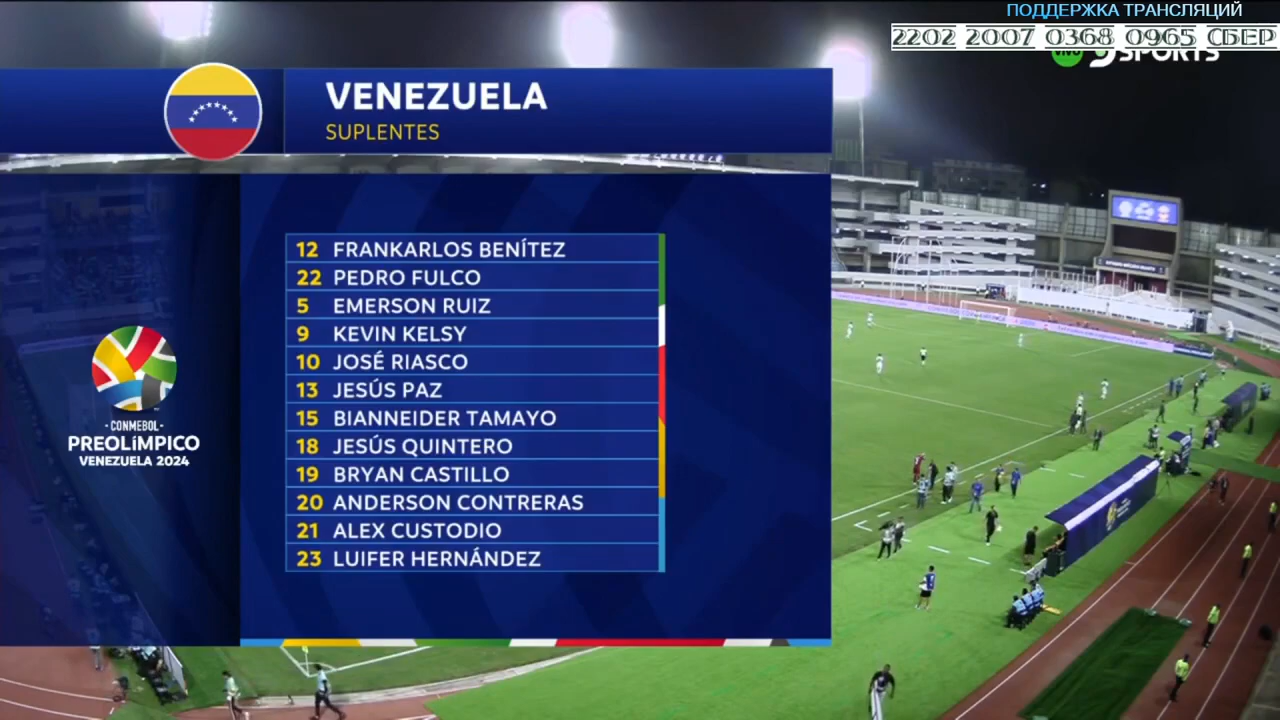 ПОДДЕРЖКА ТРАНСЛЯЦИЙ
2202 2007 0368 0965 СБЕР
SPORTS
VENEZUELA
SUPLENTES
12 FRANKARLOS BENÍTEZ
22 PEDRO FULCO
5 EMERSON RUIZ
9 KEVIN KELSY
10 JOSÉ RIASCO
13 JESÚS PAZ
15 BIANNEIDER TAMAYO
18 JESÚS QUINTERO
19 BRYAN CASTILLO
20 ANDERSON CONTRERAS
21 ALEX CUSTODIO
23 LUIFER HERNÁNDEZ
- CONMEBOL -
PREOLÍMPICO
VENEZUELA 2024